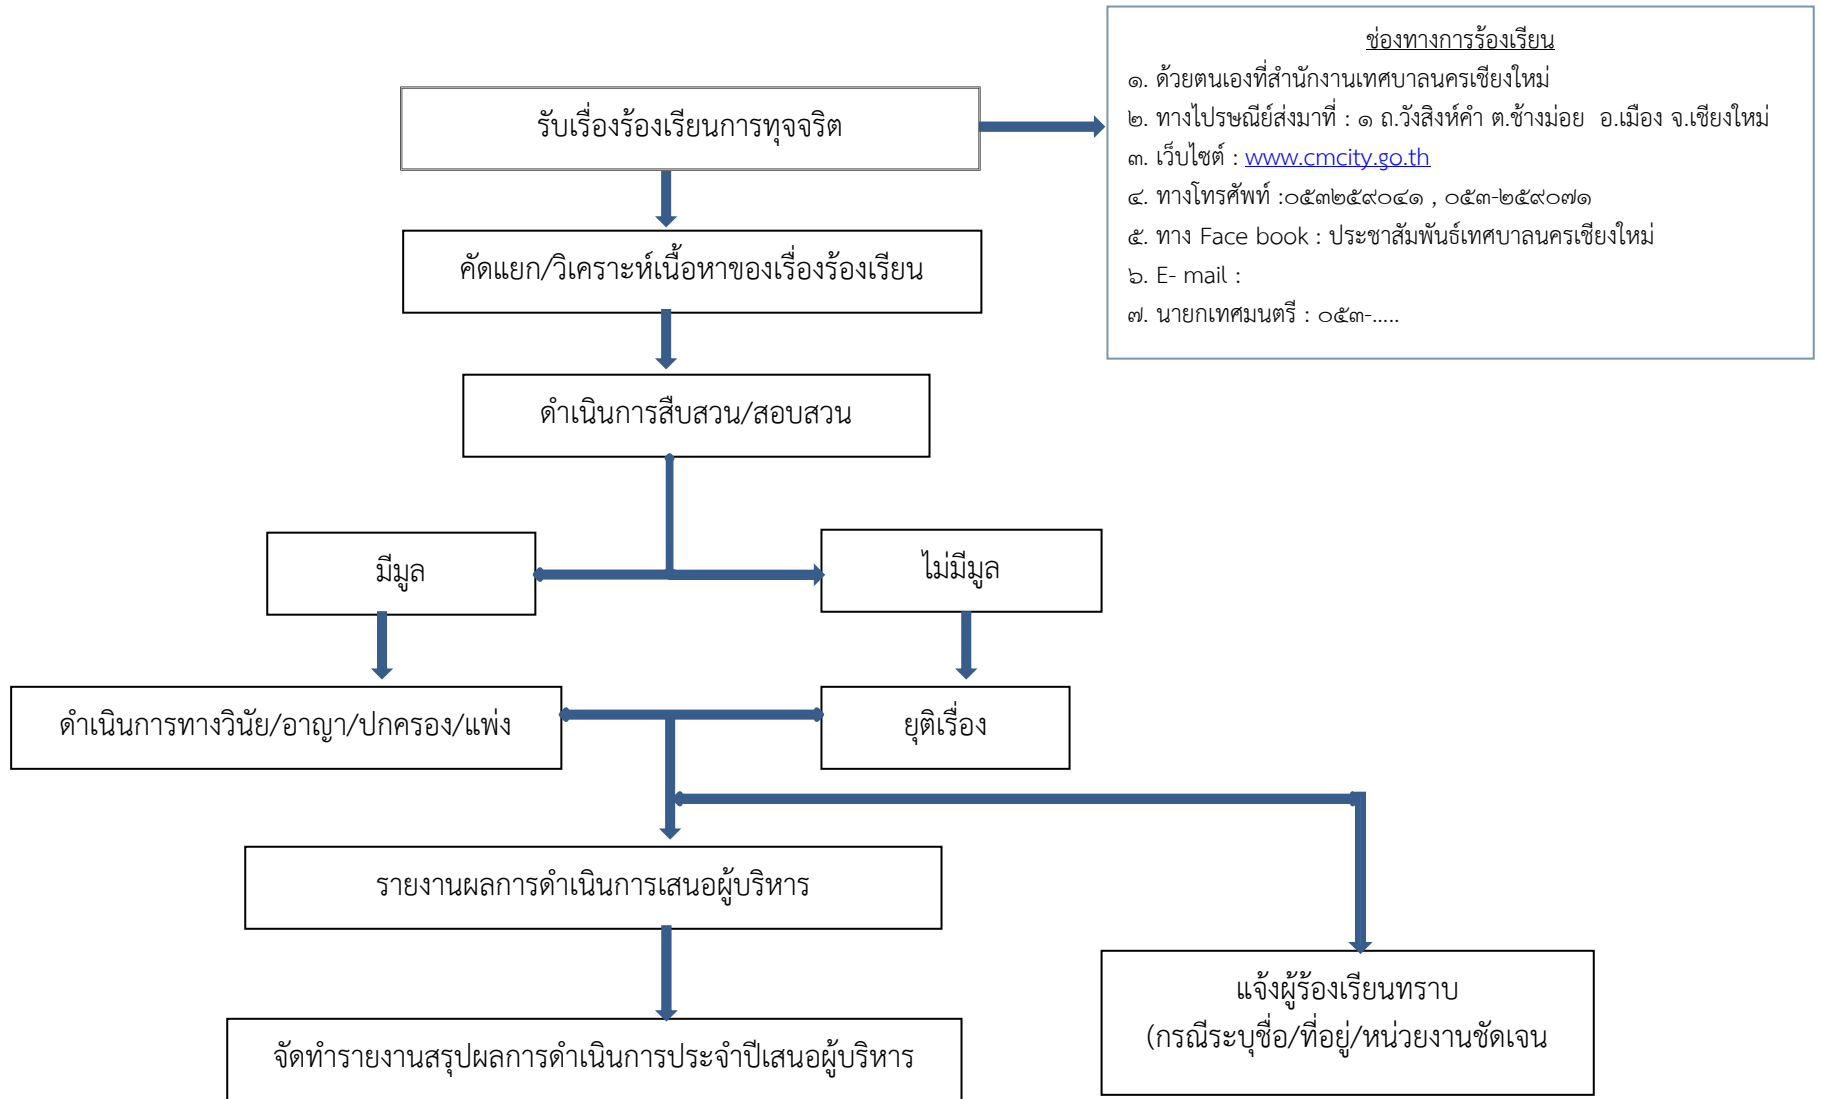 ช่องทางการร้องเรียน
๑. ด้วยตนเองที่สำนักงานเทศบาลนครเชียงใหม่
๒. ทางไปรษณีย์ส่งมาที่ : ๑ ถ.วังสิงห์คำ ต.ช้างม่อย อ.เมือง จ.เชียงใหม่
๓. เว็บไซต์ : www.cmcity.go.th
๔. ทางโทรศัพท์ :๐๕๓๒๕๙๐๔๑ , ๐๕๓-๒๕๙๐๗๑
๕. ทาง Face book : ประชาสัมพันธ์เทศบาลนครเชียงใหม่
๖. E- mail :
๗. นายกเทศมนตรี : ๐๕๓-.....
รับเรื่องร้องเรียนการทุจจริต
คัดแยก/วิเคราะห์เนื้อหาของเรื่องร้องเรียน
ดำเนินการสืบสวน/สอบสวน
มีมูล
ไม่มีมูล
ดำเนินการทางวินัย/อาญา/ปกครอง/แพ่ง
ยุติเรื่อง
รายงานผลการดำเนินการเสนอผู้บริหาร
แจ้งผู้ร้องเรียนทราบ
(กรณีระบุชื่อ/ที่อยู่/หน่วยงานชัดเจน
จัดทำรายงานสรุปผลการดำเนินการประจำปีเสนอผู้บริหาร